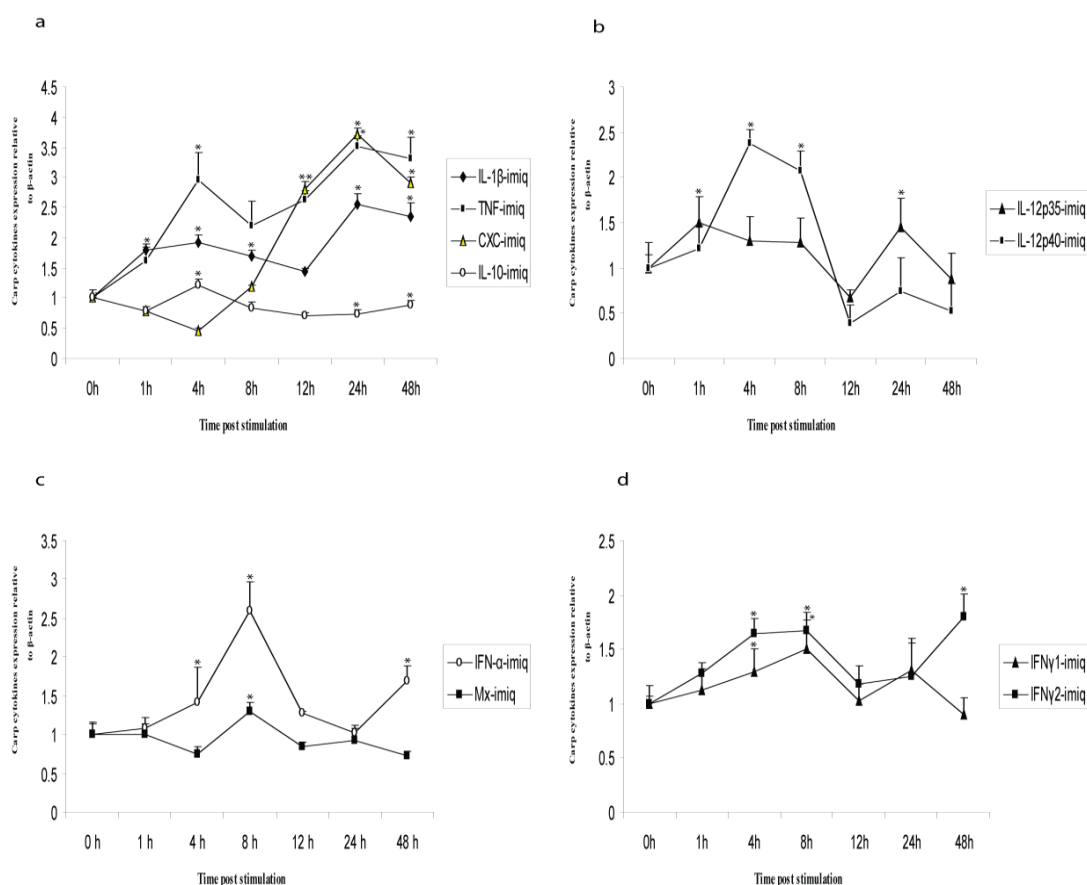 a
Carp cytokines expression relative
to β-actin
4.5
4
3.5
3
2.5
2
1.5
1
0.5
0
* * * * * ** * * * * * *
0h 1h 4h 8h 12h 24h 48h
Time post stimulation
IL-1β-imiq
TNF-imiq
CXC-imiq
IL-10-imiq
b
Carp cytokines expression relative
to β-actin
3
2.5
2
1.5
1
0.5
0
* * * *
0h 1h 4h 8h 12h 24h 48h
Time post stimulation
IL-12p35-imiq
IL-12p40-imiq
c
Carp cytokines expression relative
to β-actin
3.5
3
2.5
2
1.5
1
0.5
0
* * * *
0 h 1 h 4 h 8 h 12 h 24 h 48 h
Time post stimulation
IFN-α-imiq
Mx-imiq
d
Carp cytokines expression relative
to β-actin
2.5
2
1.5
1
0.5
0
* * * * *
0h 1h 4h 8h 12h 24h 48h
Time post stimulation
IFNγ1-imiq
IFNγ2-imiq